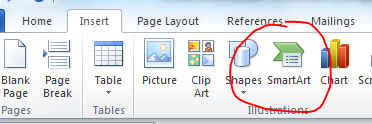 Home Insert Page Layout References Mailings
Blank Page Table Picture Clip Shapes SmartArt Chart
Page Break Art
Pages Tables Illustrations